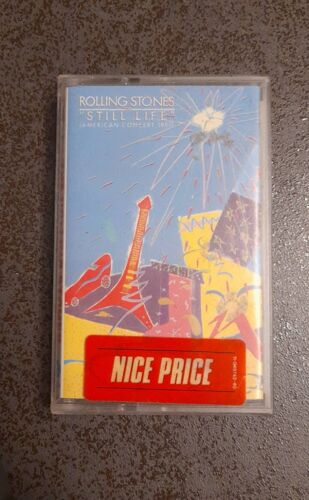 ROLLING STONES
"STILL LIFE"
(AMERICAN CONCERT 1981)
NICE PRICE